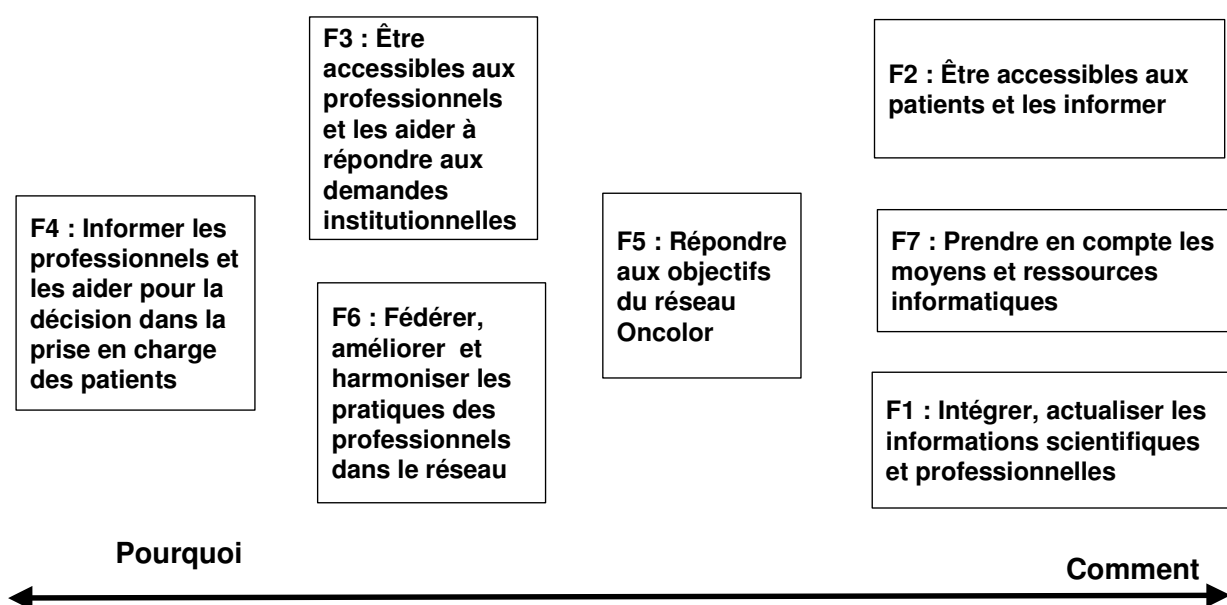 F4 : Informer les
professionnels et
les aider pour la
décision dans la
prise en charge
des patients
F3 : Être
accessibles aux
professionnels
et les aider à
répondre aux
demandes
institutionnelles
F6 : Fédérer,
améliorer et
harmoniser les
pratiques des
professionnels
dans le réseau
F5 : Répondre
aux objectifs
du réseau
Oncolor
F2 : Être accessibles aux
patients et les informer
F7 : Prendre en compte les
moyens et ressources
informatiques
F1 : Intégrer, actualiser les
informations scientifiques
et professionnelles
Pourquoi
Comment